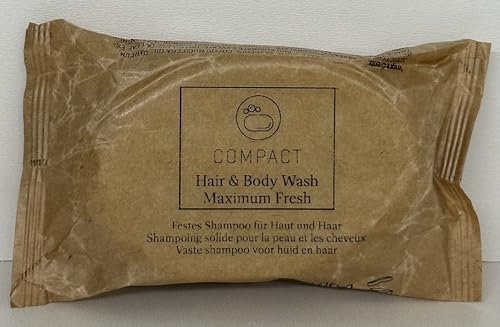 COMPACT
Hair & Body Wash
Maximum Fresh
Festes Shampoo für Haut und Haar
Shampoing solide pour la peau et les cheveux
Vaste shampoo voor huid en haar